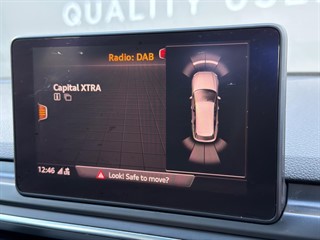 QUALITY USE
Radio: DAB
Capital XTRA
12:46
Look! Safe to move?